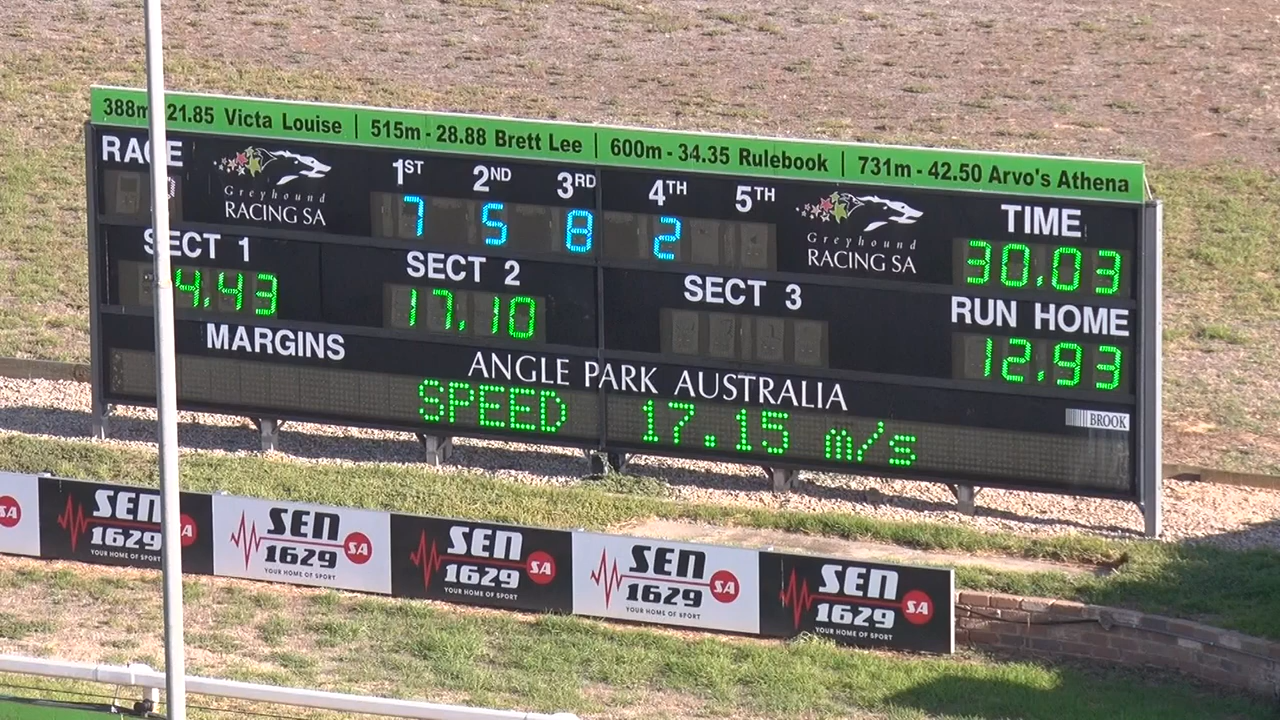 388m - 21.85 Victa Louise | 515m - 28.88 Brett Lee | 600m - 34.35 Rulebook | 731m - 42.50 Arvo's Athena
RACE
Greyhound
RACING SA
1ST 2ND 3RD 4TH 5TH
7 5 8 2
Greyhound
RACING SA
TIME
30.03
SECT 1
4.43
SECT 2
17.10
SECT 3
RUN HOME
12.93
MARGINS
ANGLE PARK AUSTRALIA
BROOK
SPEED 17.15 m/s
SA
SEN
1629 SA
YOUR HOME OF SPORT
SEN
1629 SA
YOUR HOME OF SPORT
SEN
1629 SA
YOUR HOME OF SPORT
SEN
1629 SA
YOUR HOME OF SPORT
SEN
1629 SA
YOUR HOME OF SPORT